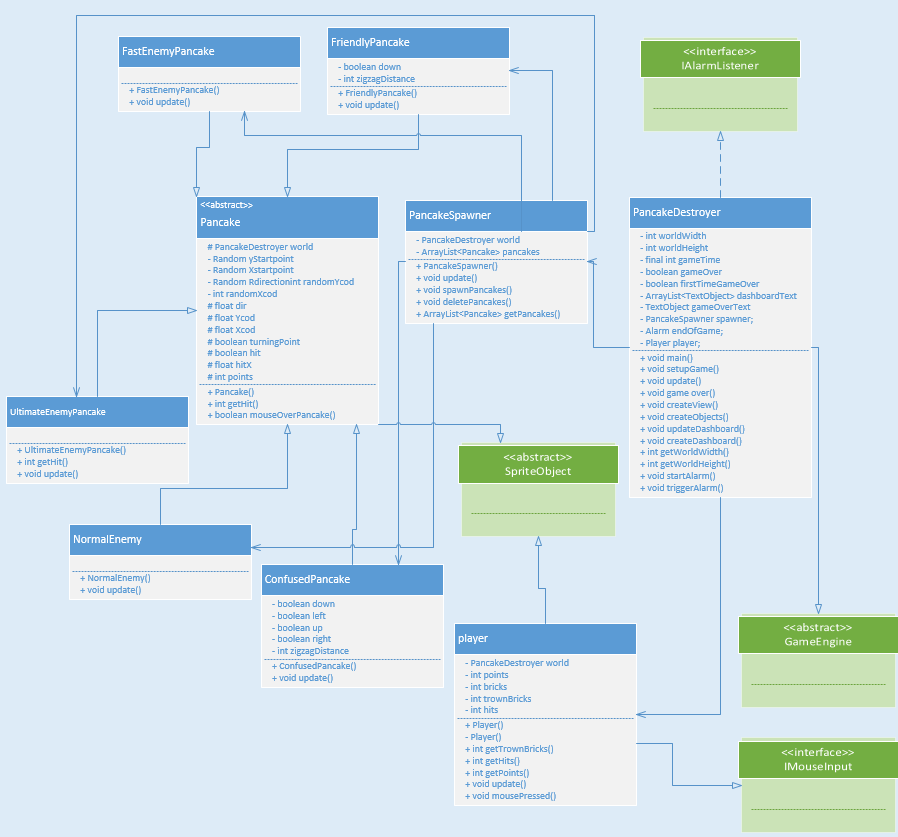 FastEnemyPancake
+ FastEnemyPancake()
+ void update()
FriendlyPancake
- boolean down
- int zigzagDistance
+ FriendlyPancake()
+ void update()
<<interface>>
IAlarmListener
<<abstract>>
Pancake
# PancakeDestroyer world
- Random yStartpoint
- Random Xstartpoint
- Random Rdirectionint randomYcod
- int randomXcod
# float dir
# float Ycod
# float Xcod
# boolean turningPoint
# boolean hit
# float hitX
# int points
+ Pancake()
+ int getHit()
+ boolean mouseOverPancake()
PancakeSpawner
- PancakeDestroyer world
- ArrayList<Pancake> pancakes
+ PancakeSpawner()
+ void update()
+ void spawnPancakes()
+ void deletePancakes()
+ ArrayList<Pancake> getPancakes()
PancakeDestroyer
- int worldWidth
- int worldHeight
- final int gameTime
- boolean gameOver
- boolean firstTimeGameOver
- ArrayList<TextObject> dashboardText
- TextObject gameOverText
- PancakeSpawner spawner;
- Alarm endOfGame;
- Player player;
+ void main()
+ void setupGame()
+ void update()
+ void game over()
+ void createView()
+ void createObjects()
+ void updateDashboard()
+ void createDashboard()
+ int getWorldWidth()
+ int getWorldHeight()
+ void startAlarm()
+ void triggerAlarm()
UltimateEnemyPancake
+ UltimateEnemyPancake()
+ int getHit()
+ void update()
<<abstract>>
SpriteObject
NormalEnemy
+ NormalEnemy()
+ void update()
ConfusedPancake
- boolean down
- boolean left
- boolean up
- boolean right
- int zigzagDistance
+ ConfusedPancake()
+ void update()
player
- PancakeDestroyer world
- int points
- int bricks
- int trownBricks
- int hits
+ Player()
- Player()
+ int getTrownBricks()
+ int getHits()
+ int getPoints()
+ void update()
+ void mousePressed()
<<abstract>>
GameEngine
<<interface>>
IMouseInput